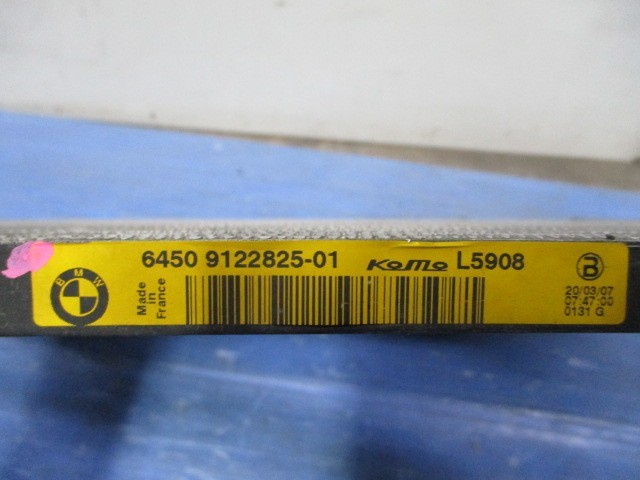 BMW
Made
in
France
6450 9122825-01 KoMo L5908
B
20/03/07
07:47:00
0131 G